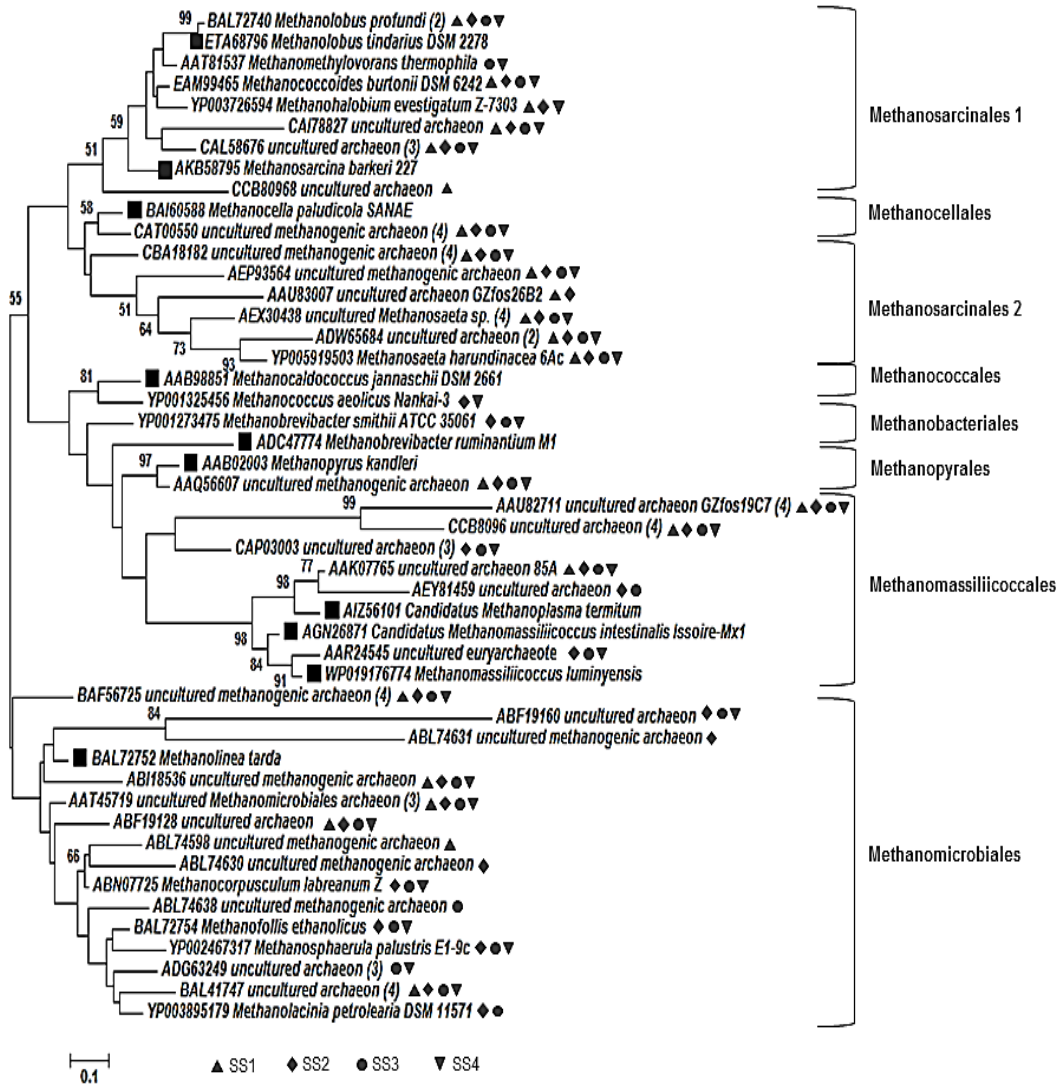 99
BAL72740 Methanolobus profundi (2)
ETA68796 Methanolobus tindarius DSM 2278
AAT81537 Methanomethylovorans thermophila
EAM99465 Methanococcoides burtonii DSM 6242
YP003726594 Methanohalobium evestigatum Z-7303
59
CAI78827 uncultured archaeon
CAL58676 uncultured archaeon (3)
51
AKB58795 Methanosarcina barkeri 227
CCB80968 uncultured archaeon
Methanosarcinales 1
58
BAI60588 Methanocella paludicola SANAE
CAT00550 uncultured methanogenic archaeon (4)
Methanocellales
CBA18182 uncultured methanogenic archaeon (4)
AEP93564 uncultured methanogenic archaeon
55
51
AAU83007 uncultured archaeon GZfos26B2
64
AEX30438 uncultured Methanosaeta sp. (4)
73
ADW65684 uncultured archaeon (2)
93
YP005919503 Methanosaeta harundinacea 6Ac
Methanosarcinales 2
81
AAB98851 Methanocaldococcus jannaschii DSM 2661
YP001325456 Methanococcus aeolicus Nankai-3
Methanococcales
YP001273475 Methanobrevibacter smithii ATCC 35061
ADC47774 Methanobrevibacter ruminantium M1
Methanobacteriales
97
AAB02003 Methanopyrus kandleri
AAQ56607 uncultured methanogenic archaeon
Methanopyrales
99
AAU82711 uncultured archaeon GZfos19C7 (4)
CCB8096 uncultured archaeon (4)
CAP03003 uncultured archaeon (3)
77
AAK07765 uncultured archaeon 85A
98
AEY81459 uncultured archaeon
AIZ56101 Candidatus Methanoplasma termitum
98
AGN26871 Candidatus Methanomassiliicoccus intestinalis Issoire-Mx1
84
AAR24545 uncultured euryarchaeote
91
WP019176774 Methanomassiliicoccus luminyensis
Methanomassiliicoccales
BAF56725 uncultured methanogenic archaeon (4)
84
ABF19160 uncultured archaeon
ABL74631 uncultured methanogenic archaeon
BAL72752 Methanolinea tarda
ABI18536 uncultured methanogenic archaeon
AAT45719 uncultured Methanomicrobiales archaeon (3)
ABF19128 uncultured archaeon
ABL74598 uncultured methanogenic archaeon
66
ABL74630 uncultured methanogenic archaeon
ABN07725 Methanocorpusculum labreanum Z
ABL74638 uncultured methanogenic archaeon
BAL72754 Methanofollis ethanolicus
YP002467317 Methanosphaerula palustris E1-9c
ADG63249 uncultured archaeon (3)
BAL41747 uncultured archaeon (4)
YP003895179 Methanolacinia petrolearia DSM 11571
Methanomicrobiales
0.1
SS1 SS2 SS3 SS4